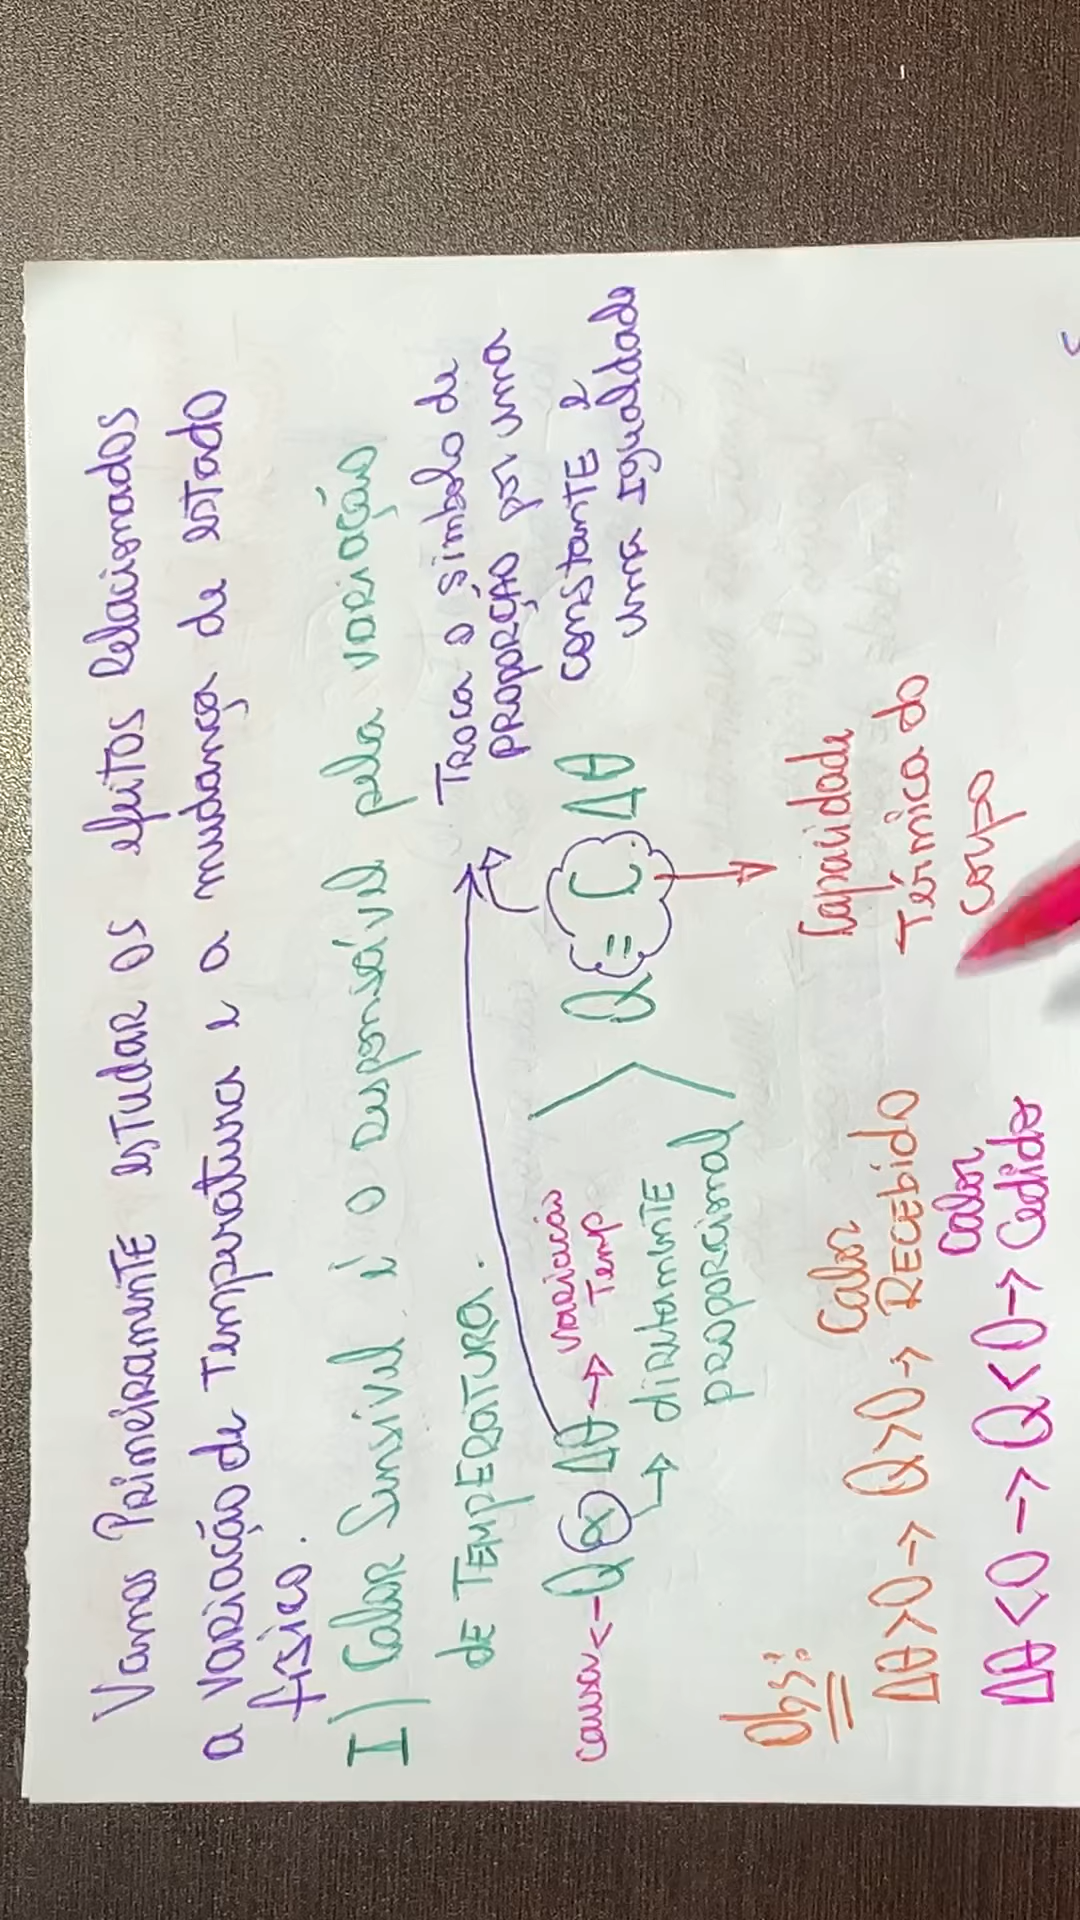 Vamos Primeiramente estudar os efeitos Relacionados
a variação de Temperatura e a mudança de estado
físico.
I) Calor Sensível é o responsável pela variação
de TEMPERATURA.
Troca o símbolo de
PROPORÇÃO por uma
constante e
uma Igualdade
causa <- Q α Δθ -> variação
Temp
-> diretamente
proporcional
Q = C Δθ
Capacidade
Térmica do
corpo
Obs:
Δθ > 0 -> Q > 0 -> Calor
RECEBIDO
Δθ < 0 -> Q < 0 -> Calor
Cedido